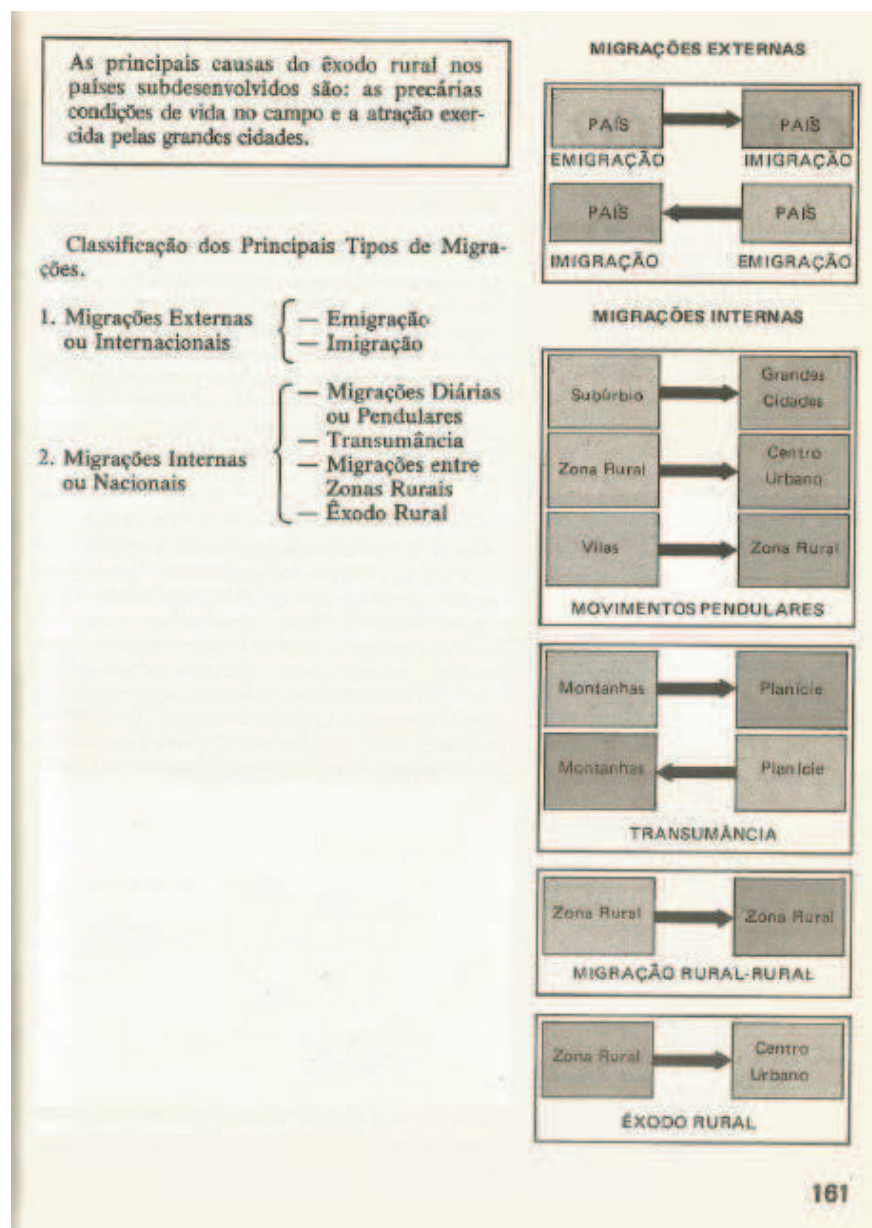 As principais causas do êxodo rural nos
países subdesenvolvidos são: as precárias
condições de vida no campo e a atração exer-
cida pelas grandes cidades.
Classificação dos Principais Tipos de Migra-
ções.
1. Migrações Externas
ou Internacionais
— Emigração
— Imigração
2. Migrações Internas
ou Nacionais
— Migrações Diárias
ou Pendulares
— Transumância
— Migrações entre
Zonas Rurais
— Êxodo Rural
MIGRAÇÕES EXTERNAS
PAÍS PAÍS
EMIGRAÇÃO IMIGRAÇÃO
PAÍS PAÍS
IMIGRAÇÃO EMIGRAÇÃO
MIGRAÇÕES INTERNAS
Subúrbio
Grandes
Cidades
Zona Rural
Centro
Urbano
Vilas Zona Rural
MOVIMENTOS PENDULARES
Montanhas Planície
Montanhas Planície
TRANSUMÂNCIA
Zona Rural Zona Rural
MIGRAÇÃO RURAL-RURAL
Zona Rural
Centro
Urbano
ÊXODO RURAL
161